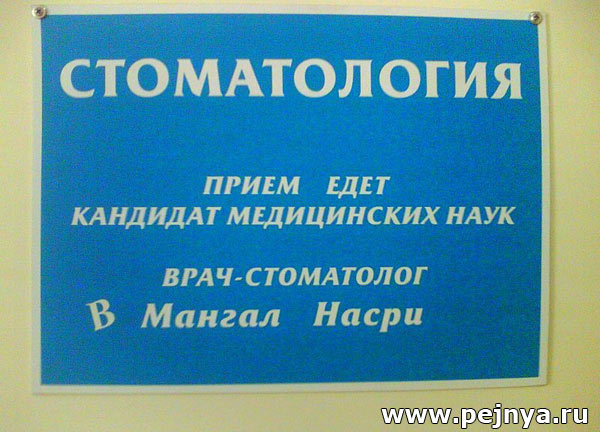 СТОМАТОЛОГИЯ
ПРИЕМ ЕДЕТ
КАНДИДАТ МЕДИЦИНСКИХ НАУК
ВРАЧ-СТОМАТОЛОГ
В Мангал Насри
www.pejnya.ru